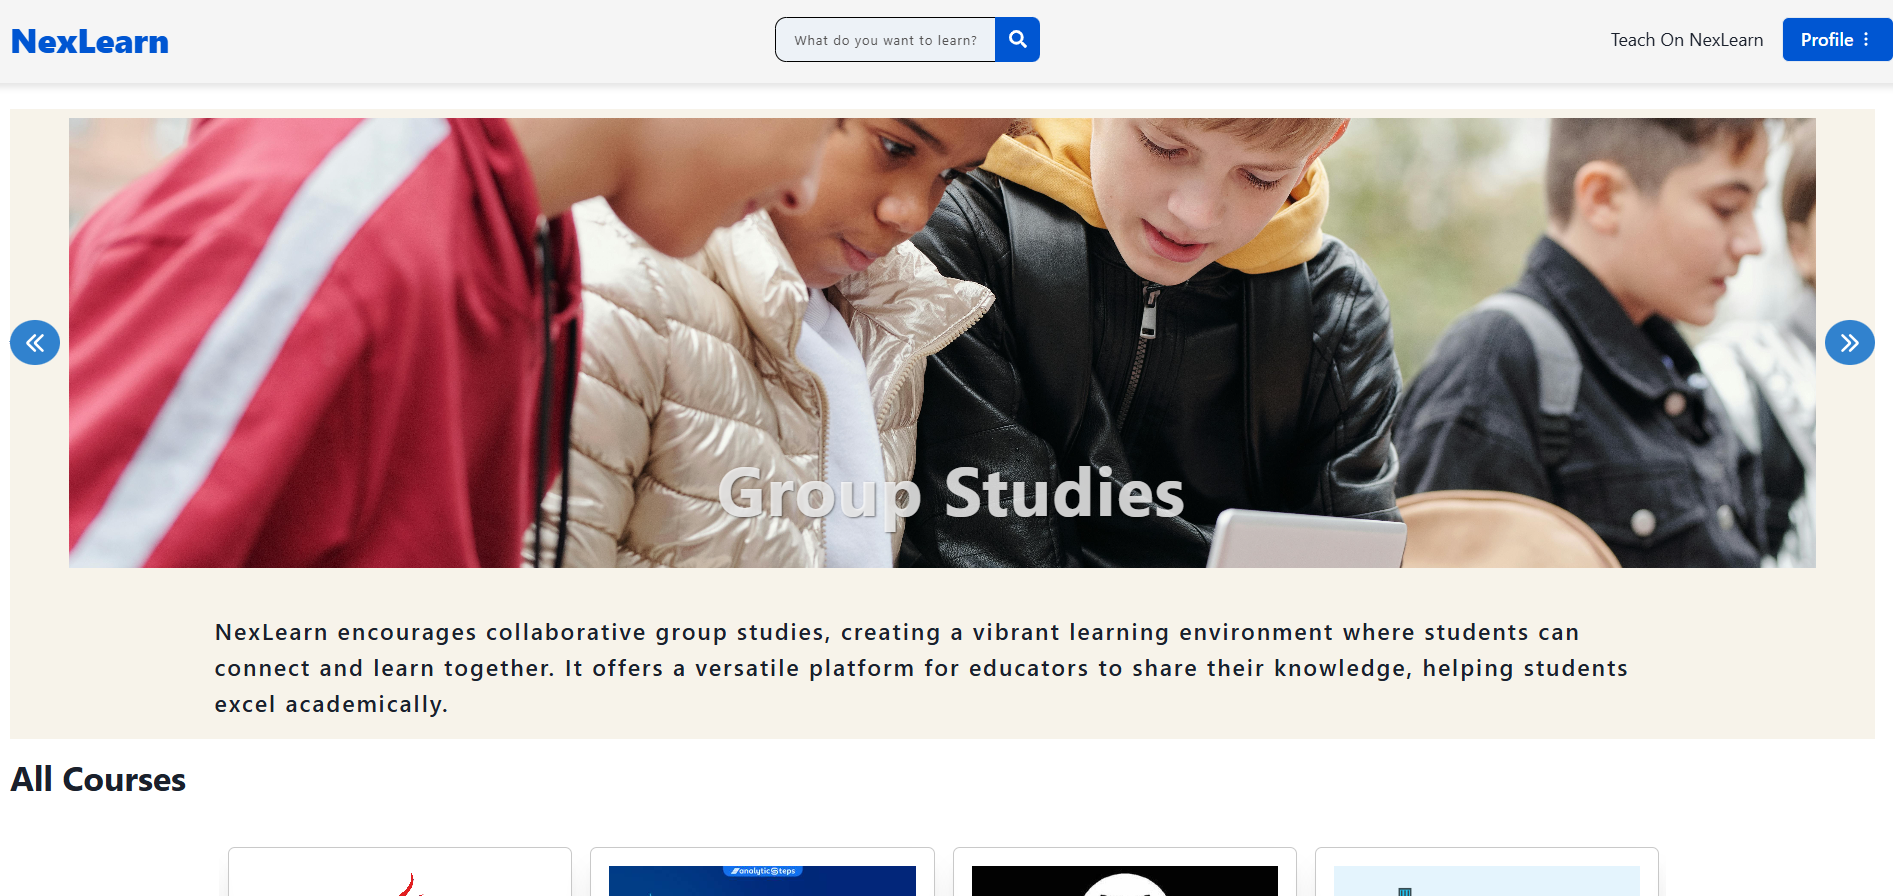 NexLearn
What do you want to learn?
Teach On NexLearn
Profile
Group Studies
NexLearn encourages collaborative group studies, creating a vibrant learning environment where students can
connect and learn together. It offers a versatile platform for educators to share their knowledge, helping students
excel academically.
All Courses
analyticSteps